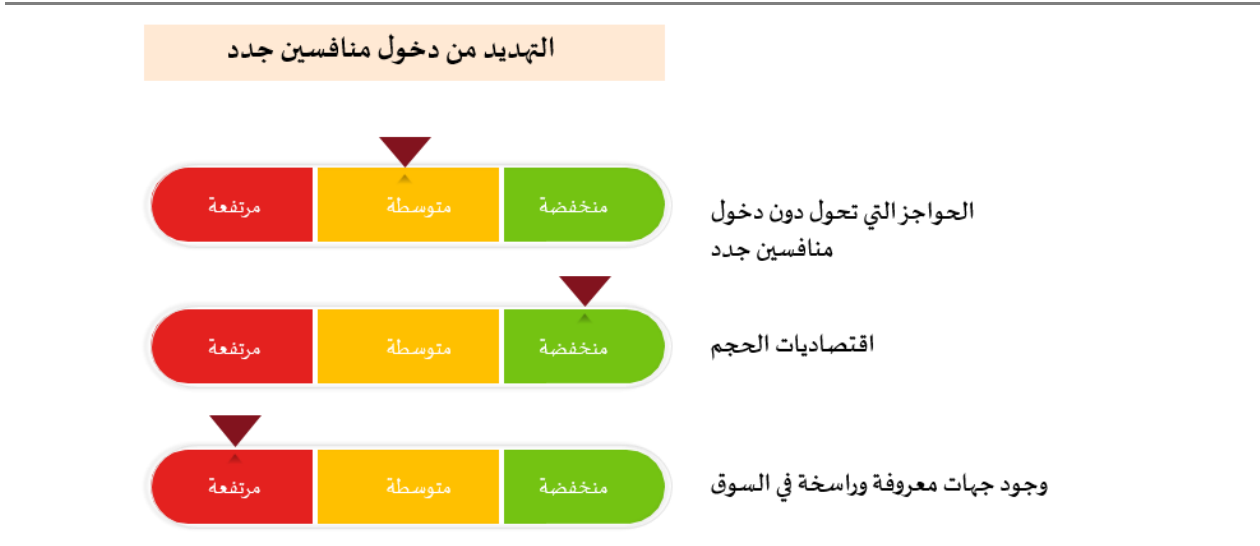 التهديد من دخول منافسين جدد
الحواجز التي تحول دون دخول
منافسين جدد
منخفضة متوسطة مرتفعة
اقتصاديات الحجم
منخفضة متوسطة مرتفعة
وجود جهات معروفة وراسخة في السوق
منخفضة متوسطة مرتفعة